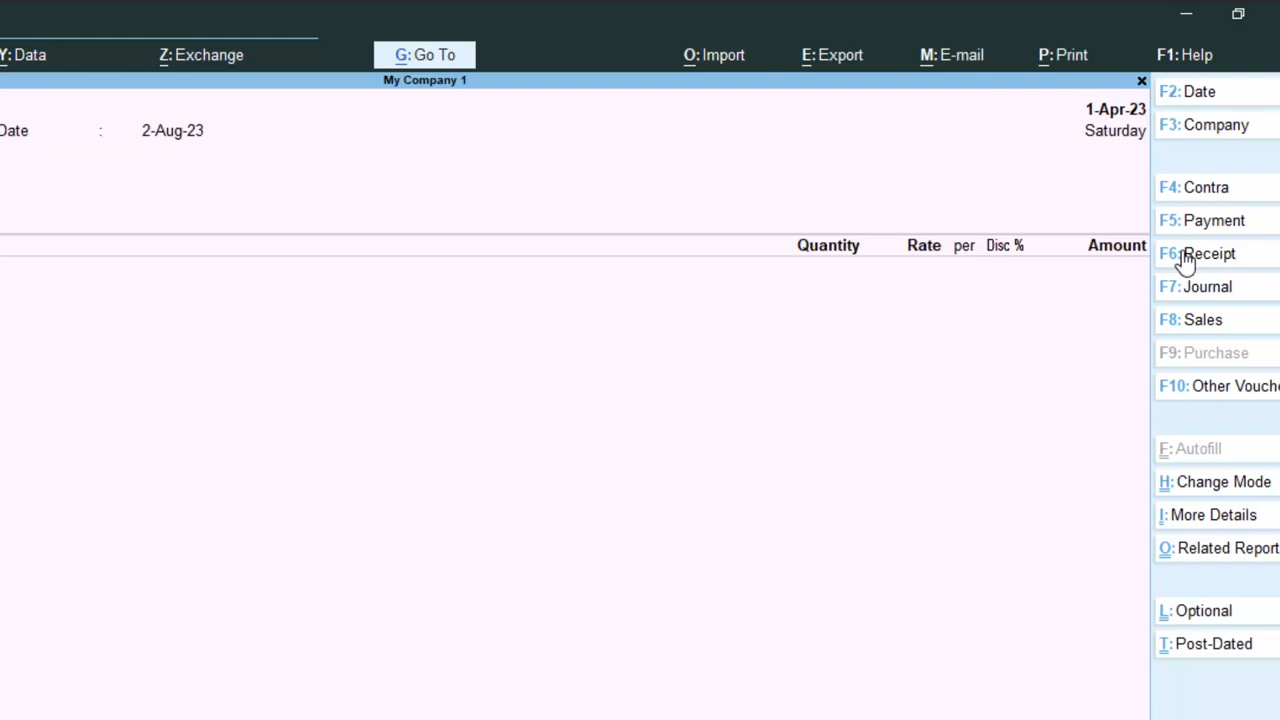 Y: Data Z: Exchange G: Go To O: Import E: Export M: E-mail P: Print F1: Help
My Company 1
F2: Date
1-Apr-23
Date : 2-Aug-23 Saturday
F3: Company
F4: Contra
F5: Payment
Quantity Rate per Disc % Amount
F6: Receipt
F7: Journal
F8: Sales
F9: Purchase
F10: Other Vouche
F: Autofill
H: Change Mode
I: More Details
O: Related Report
L: Optional
T: Post-Dated